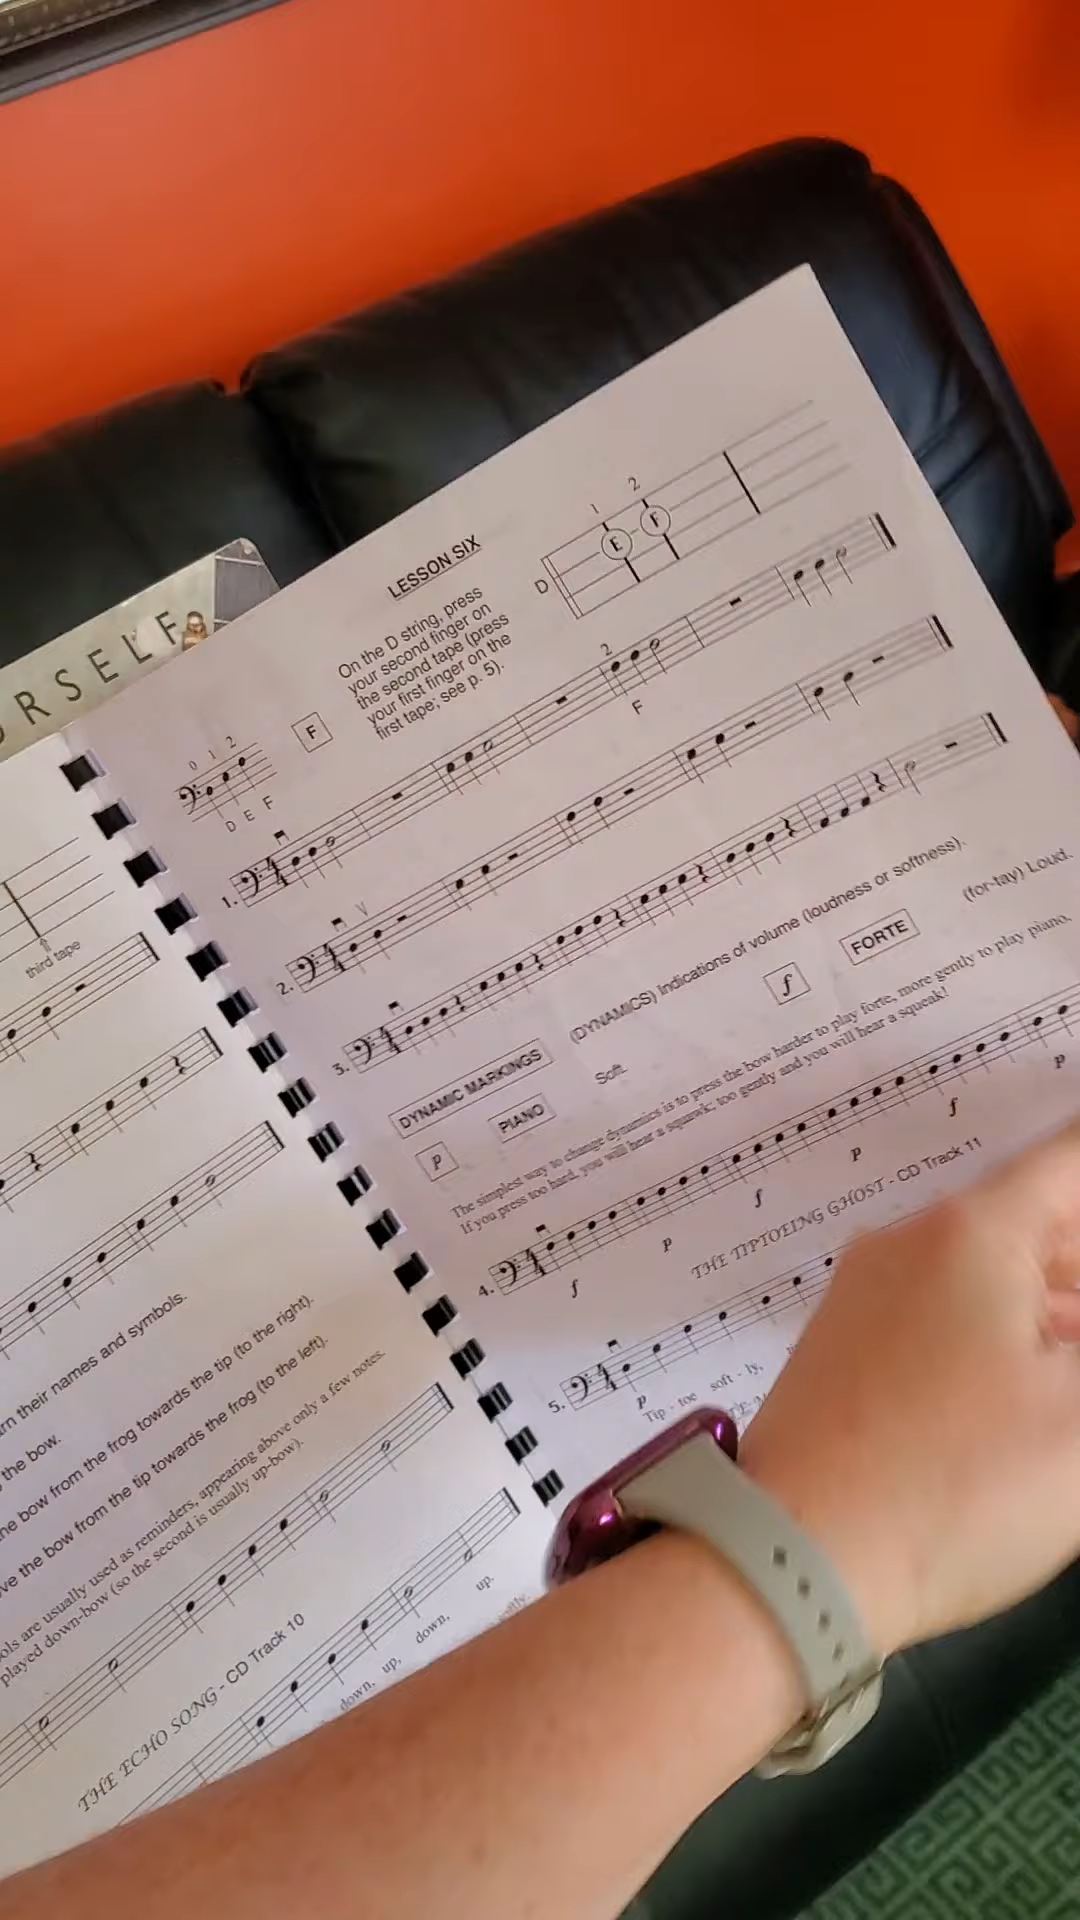 ORSELF
third tape
rn their names and symbols.
the bow.
he bow from the frog towards the tip (to the right).
ve the bow from the tip towards the frog (to the left).
ols are usually used as reminders, appearing above only a few notes.
played down-bow (so the second is usually up-bow).
THE ECHO SONG - CD Track 10
down, up, down, up.
LESSON SIX
0 1 2
D E F
F
On the D string, press
your second finger on
the second tape (press
your first finger on the
first tape; see p. 5).
1 2
D E F
1.
2
F
2.
3.
DYNAMIC MARKINGS (DYNAMICS) Indications of volume (loudness or softness).
p PIANO Soft. f FORTE (for-tay) Loud.
The simplest way to change dynamics is to press the bow harder to play forte, more gently to play piano.
If you press too hard, you will hear a squawk; too gently and you will hear a squeak!
4.
f p f p f p
THE TIPTOEING GHOST - CD Track 11
5.
p
Tip - toe soft - ly,